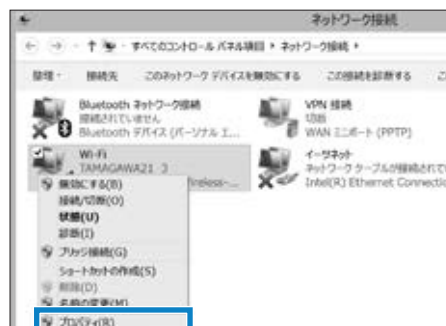 ネットワーク接続
すべてのコントロール パネル項目 ▸ ネットワーク接続 ▸
整理▾ 接続先 このネットワーク デバイスを無効にする この接続を診断する
Bluetooth ネットワーク接続
接続されていません
Bluetooth デバイス (パーソナル エ...
VPN 接続
切断
WAN ミニポート (PPTP)
Wi-Fi
TAMAGAWA21 3
ireless-...
イーサネット
ネットワーク ケーブルが接続されて
Intel(R) Ethernet Connectio
無効にする(B)
接続/切断(O)
状態(U)
診断(I)
ブリッジ接続(G)
ショートカットの作成(S)
削除(D)
名前の変更(M)
プロパティ(R)